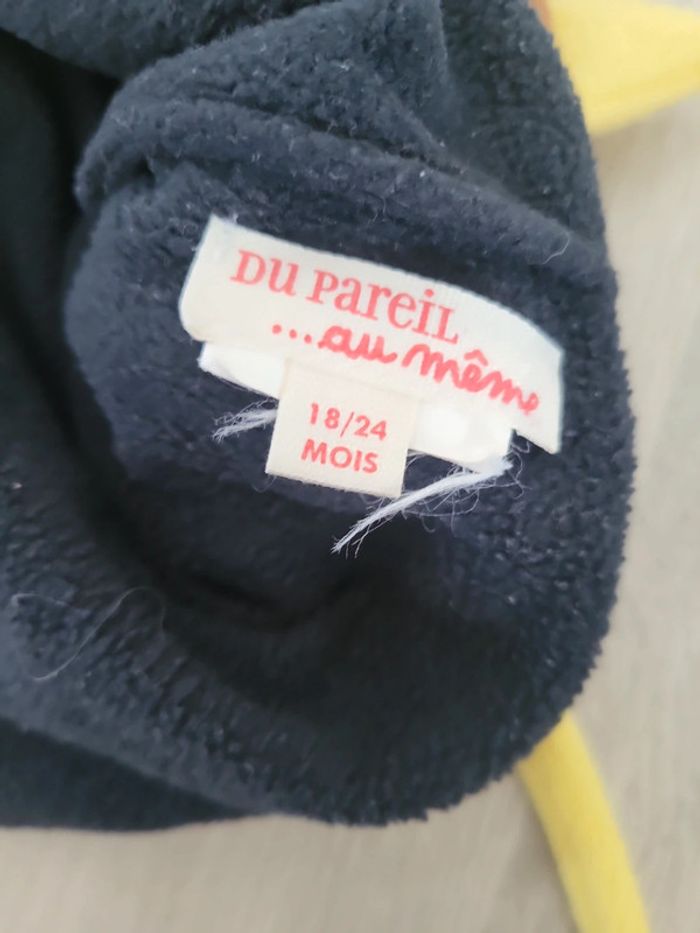 DU PAREIL
...au même
18/24
MOIS